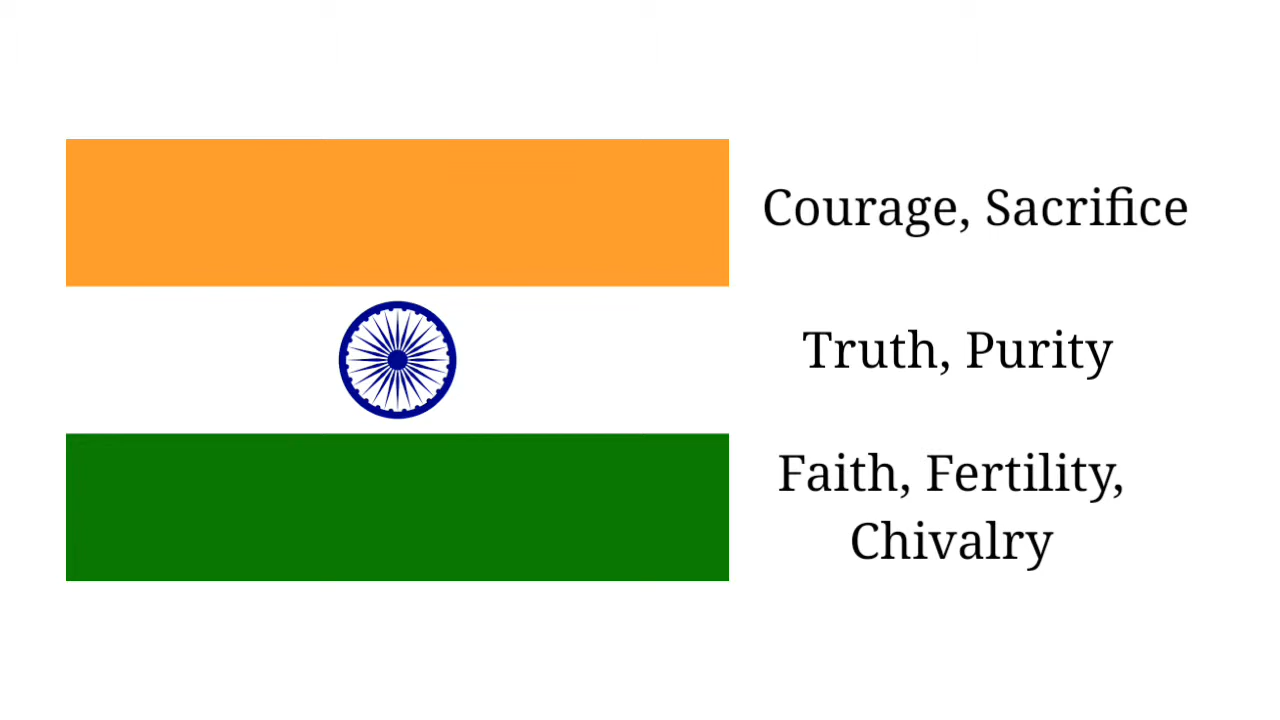 Courage, Sacrifice
Truth, Purity
Faith, Fertility,
Chivalry